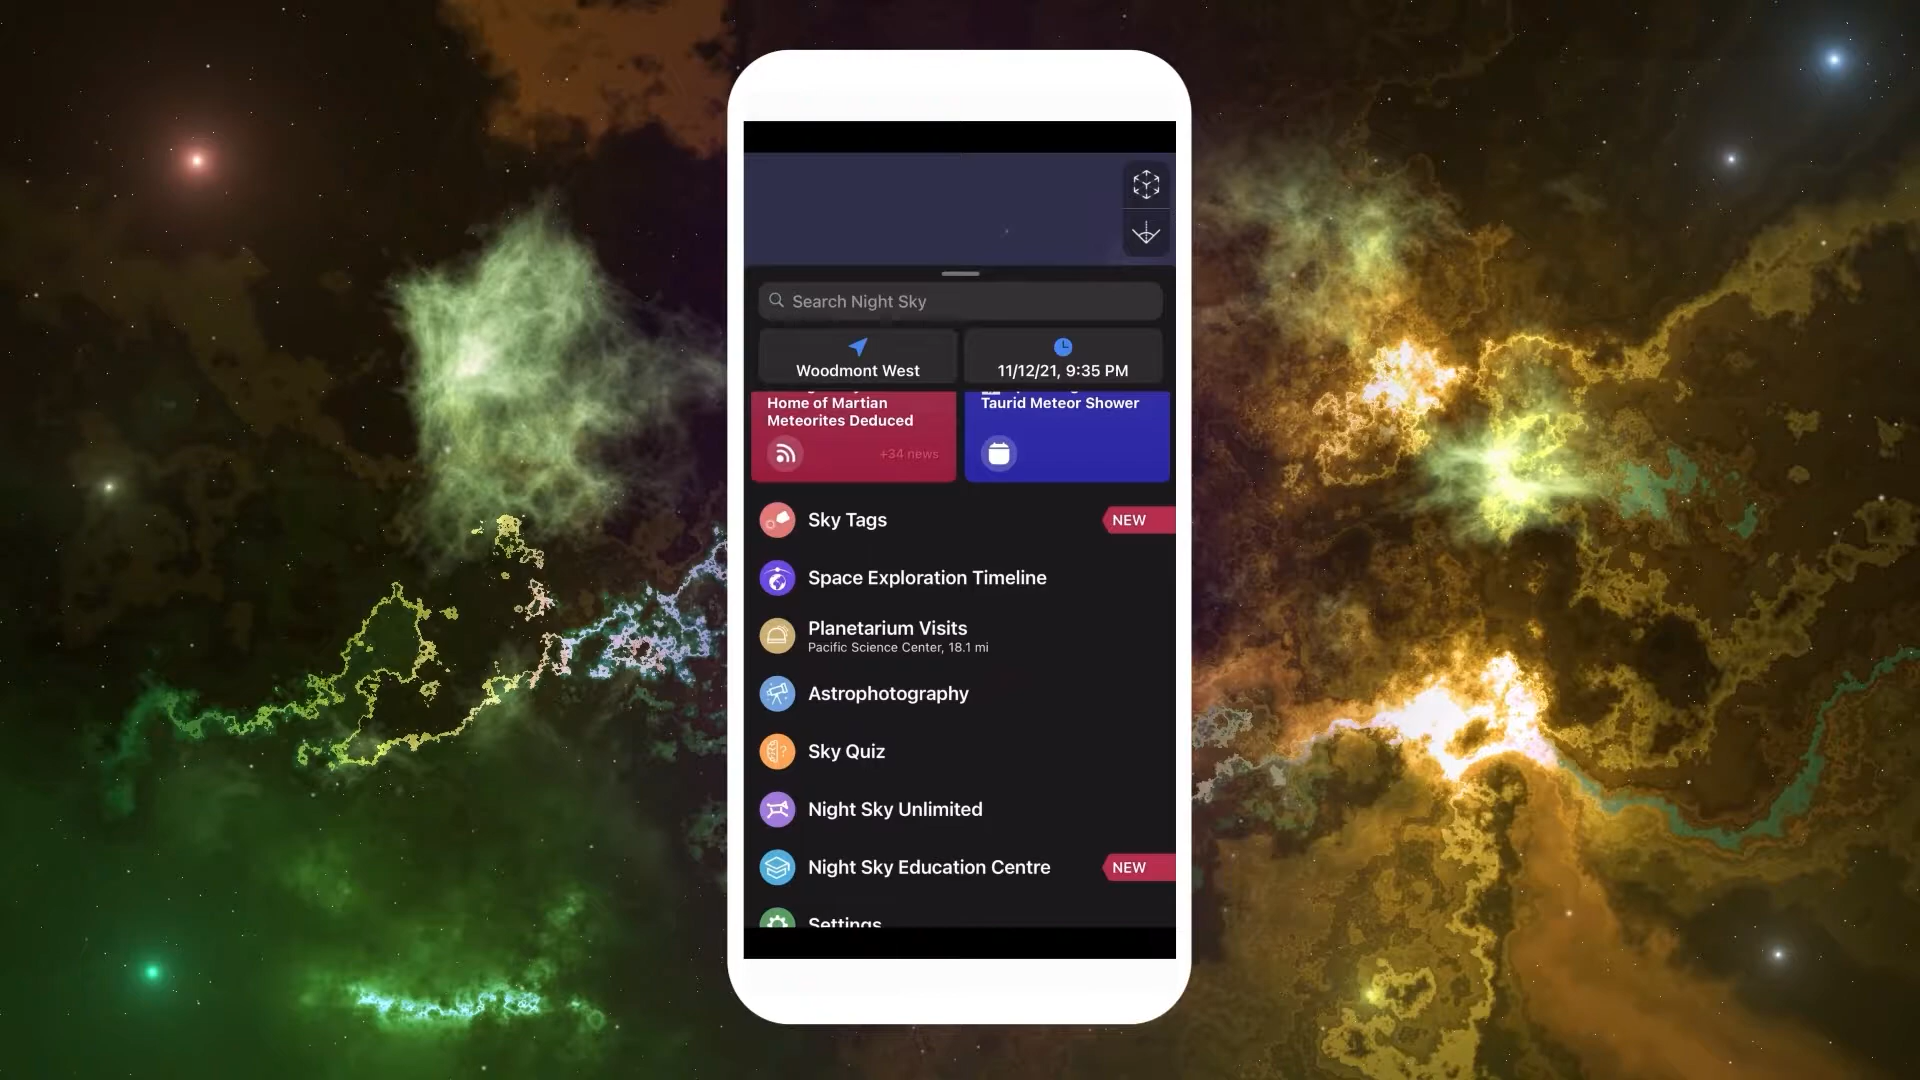 Search Night Sky
Woodmont West
11/12/21, 9:35 PM
Home of Martian
Meteorites Deduced
+34 news
Taurid Meteor Shower
Sky Tags
NEW
Space Exploration Timeline
Planetarium Visits
Pacific Science Center, 18.1 mi
Astrophotography
Sky Quiz
Night Sky Unlimited
Night Sky Education Centre
NEW
Settings